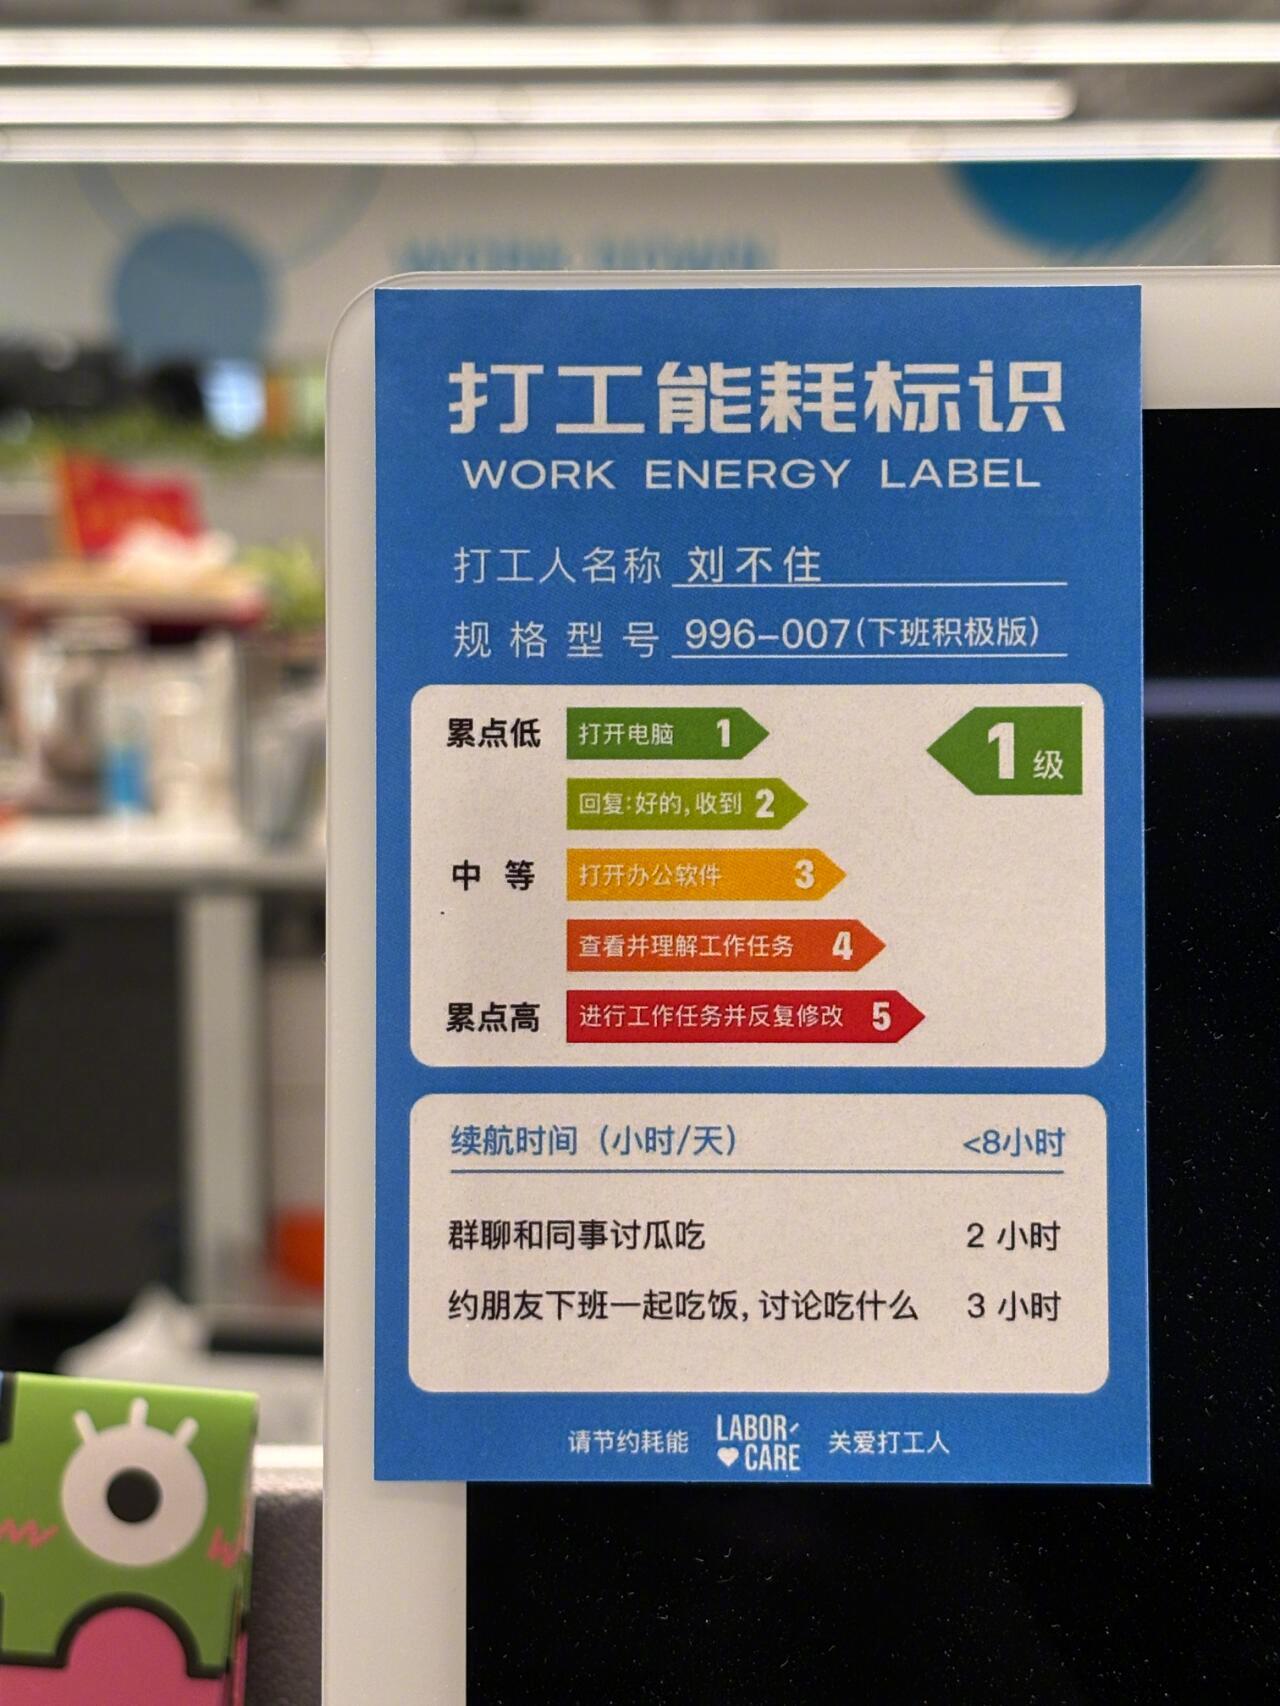 打工能耗标识
WORK ENERGY LABEL
打工人名称 刘不住
规格型号 996-007(下班积极版)
累点低 打开电脑 1 1级
回复:好的,收到 2
中等 打开办公软件 3
查看并理解工作任务 4
累点高 进行工作任务并反复修改 5
续航时间（小时/天） <8小时
群聊和同事讨瓜吃 2 小时
约朋友下班一起吃饭, 讨论吃什么 3 小时
请节约耗能 LABOR CARE 关爱打工人